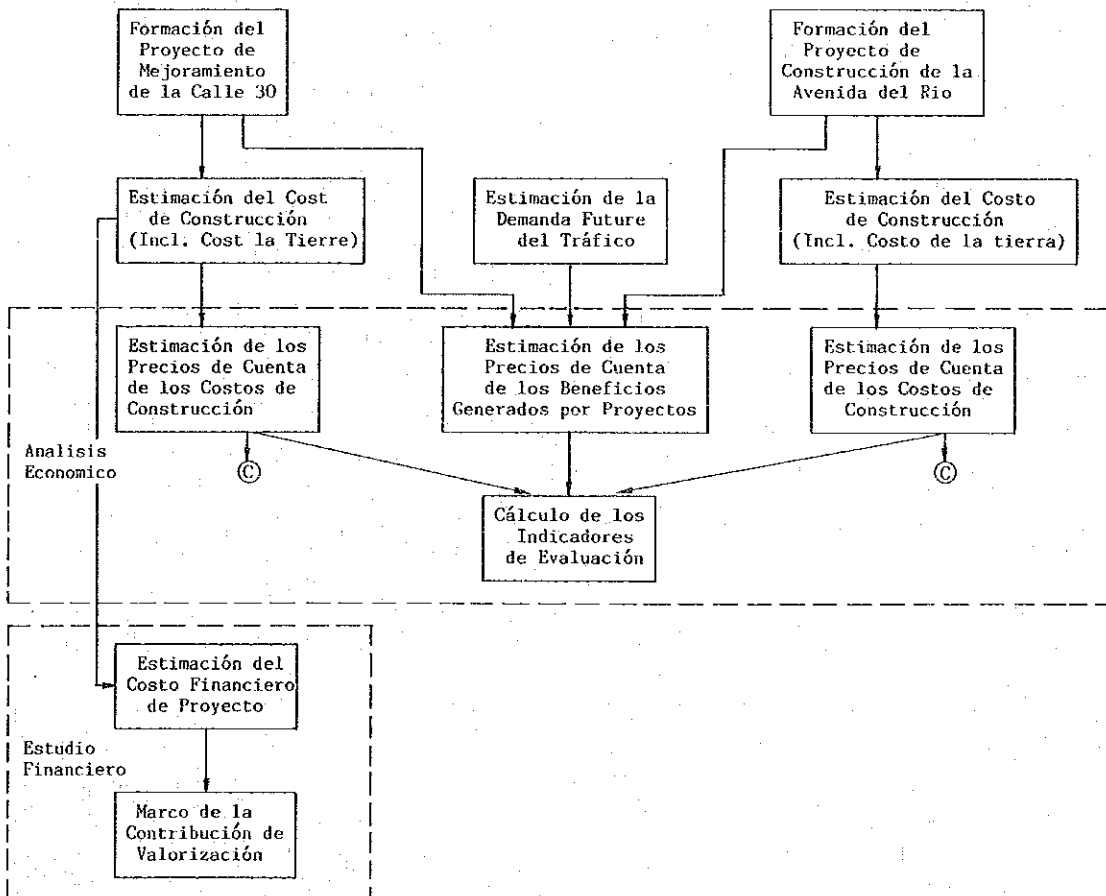 Formación del
Proyecto de
Mejoramiento
de la Calle 30
Formación del
Proyecto de
Construcción de la
Avenida del Rio
Estimación del Cost
de Construcción
(Incl. Cost la Tierre)
Estimación de la
Demanda Future
del Tráfico
Estimación del Costo
de Construcción
(Incl. Costo de la tierra)
Estimación de los
Precios de Cuenta
de los Costos de
Construcción
Estimación de los
Precios de Cuenta
de los Beneficios
Generados por Proyectos
Estimación de los
Precios de Cuenta
de los Costos de
Construcción
Analisis
Economico
Ⓒ
Ⓒ
Cálculo de los
Indicadores
de Evaluación
Estimación del
Costo Financiero
de Proyecto
Estudio
Financiero
Marco de la
Contribución de
Valorización